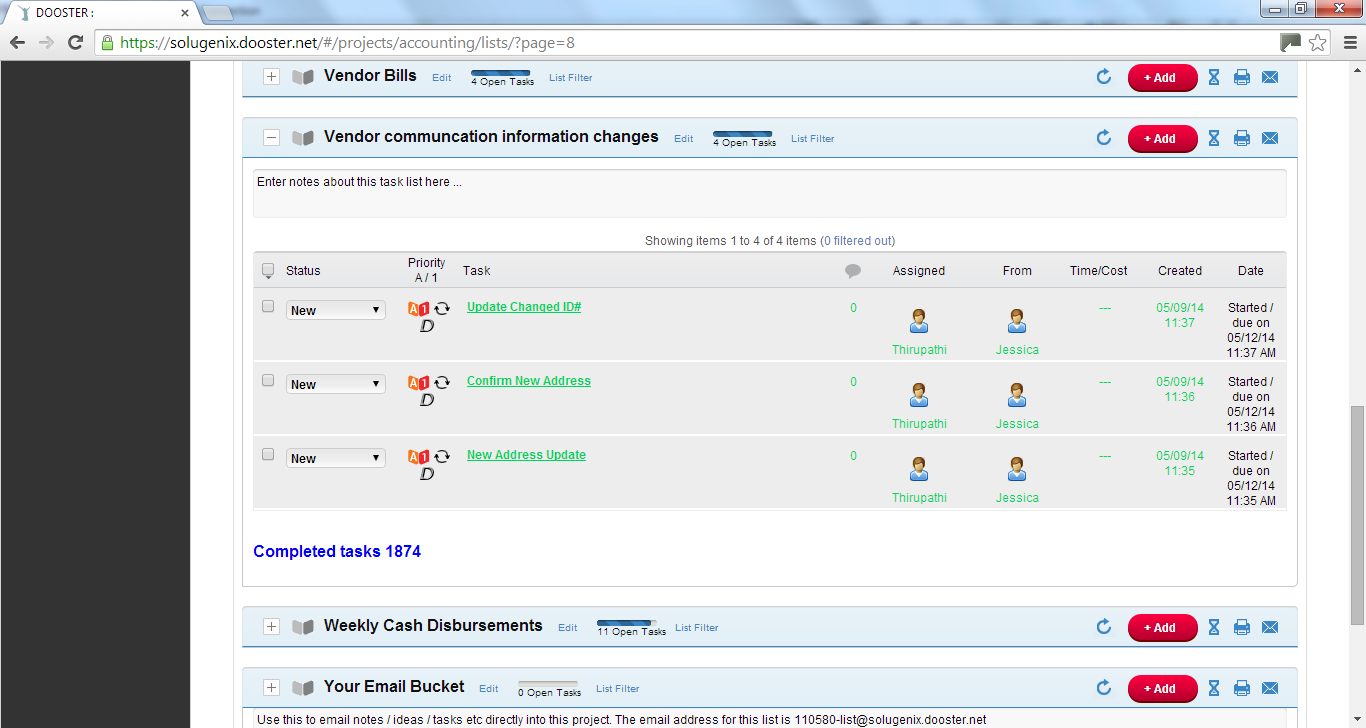 DOOSTER :
https://solugenix.dooster.net/#/projects/accounting/lists/?page=8
Vendor Bills Edit 4 Open Tasks List Filter + Add
Vendor communcation information changes Edit 4 Open Tasks List Filter + Add
Enter notes about this task list here ...
Showing items 1 to 4 of 4 items (0 filtered out)
Status Priority A / 1 Task Assigned From Time/Cost Created Date
New A1 D Update Changed ID# 0 Thirupathi Jessica --- 05/09/14 11:37 Started / due on 05/12/14 11:37 AM
New A1 D Confirm New Address 0 Thirupathi Jessica --- 05/09/14 11:36 Started / due on 05/12/14 11:36 AM
New A1 D New Address Update 0 Thirupathi Jessica --- 05/09/14 11:35 Started / due on 05/12/14 11:35 AM
Completed tasks 1874
Weekly Cash Disbursements Edit 11 Open Tasks List Filter + Add
Your Email Bucket Edit 0 Open Tasks List Filter + Add
Use this to email notes / ideas / tasks etc directly into this project. The email address for this list is 110580-list@solugenix.dooster.net